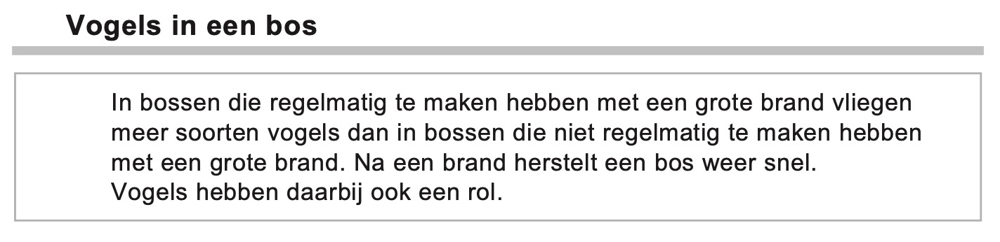 Vogels in een bos
In bossen die regelmatig te maken hebben met een grote brand vliegen
meer soorten vogels dan in bossen die niet regelmatig te maken hebben
met een grote brand. Na een brand herstelt een bos weer snel.
Vogels hebben daarbij ook een rol.